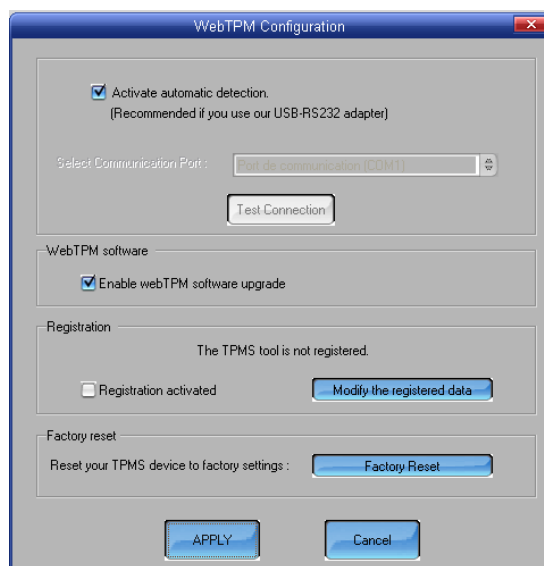 WebTPM Configuration
Activate automatic detection.
(Recommended if you use our USB-RS232 adapter)
Select Communication Port :
Port de communication (COM1)
Test Connection
WebTPM software
Enable webTPM software upgrade
Registration
The TPMS tool is not registered.
Registration activated
Modify the registered data
Factory reset
Reset your TPMS device to factory settings :
Factory Reset
APPLY
Cancel